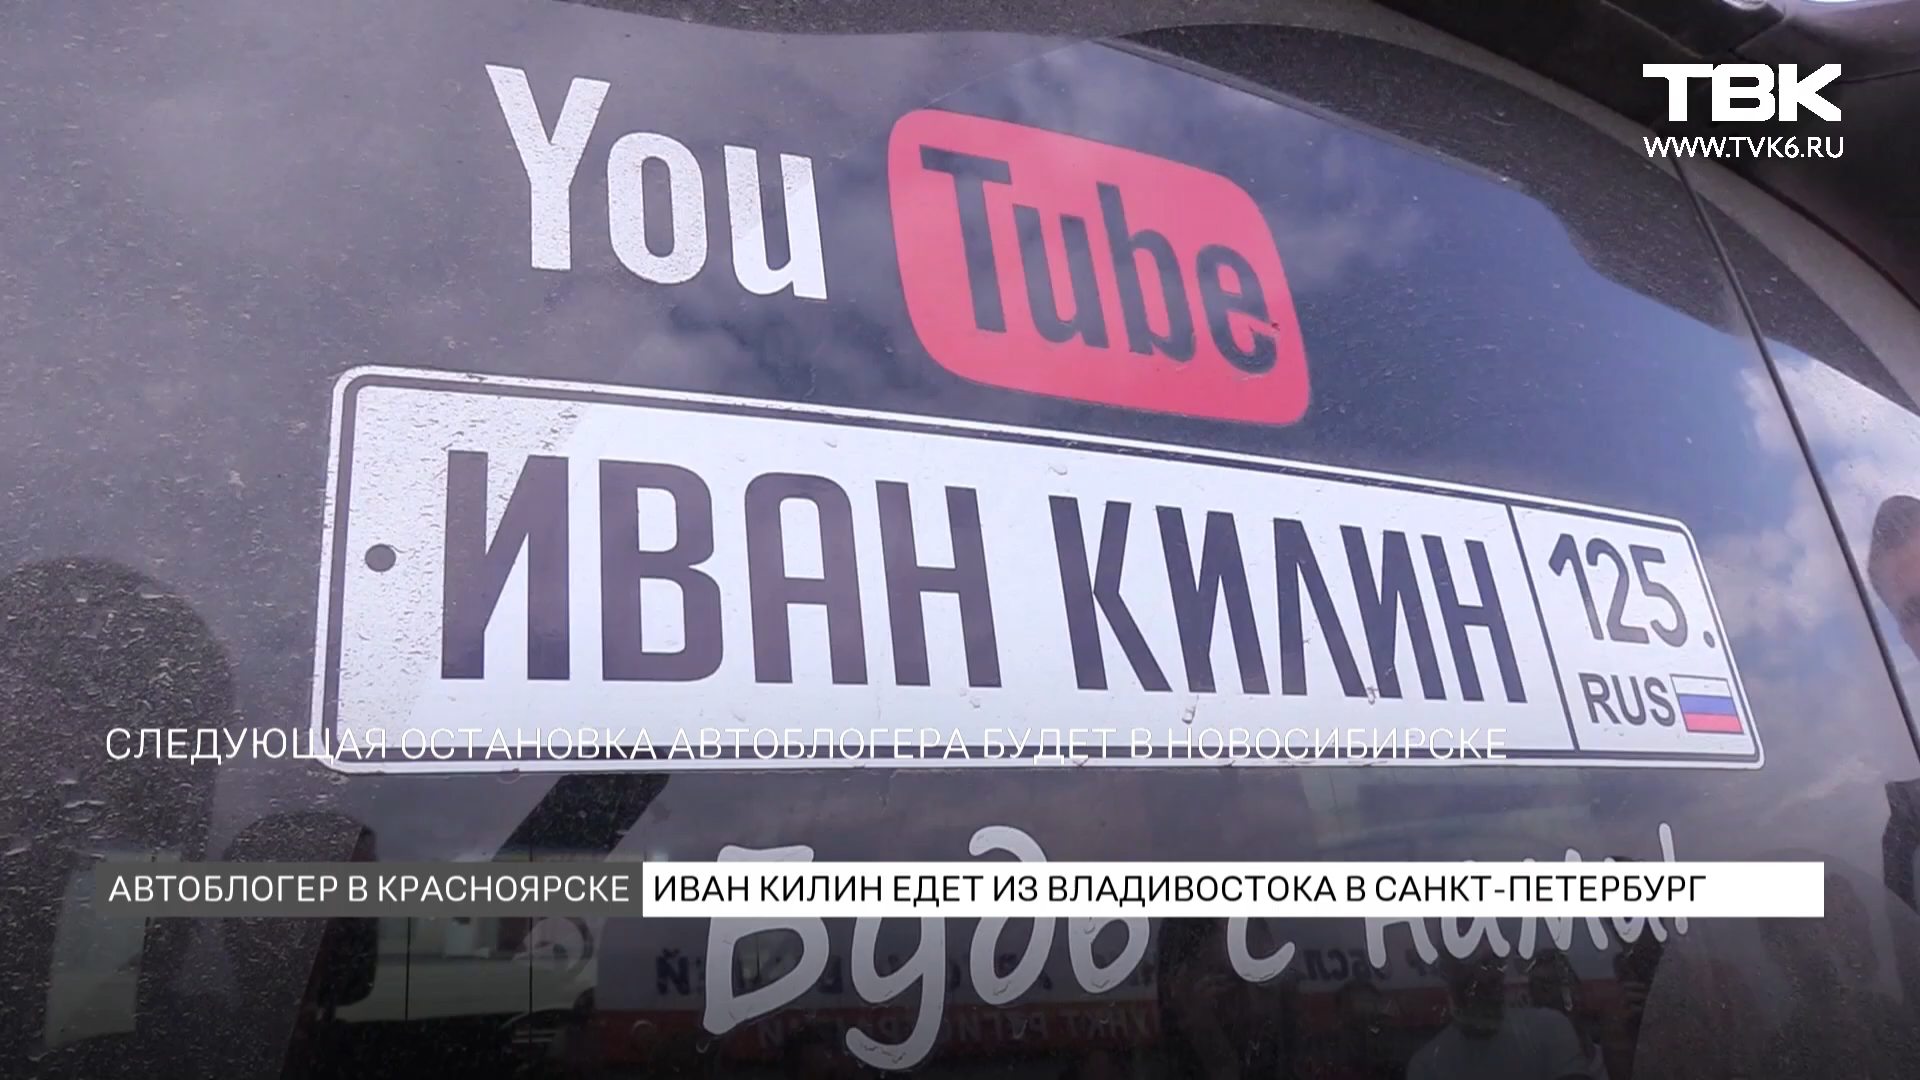 ТВК
WWW.TVK6.RU
You Tube
ИВАН КИЛИН 125
RUS
СЛЕДУЮЩАЯ ОСТАНОВКА АВТОБЛОГЕРА БУДЕТ В НОВОСИБИРСКЕ
АВТОБЛОГЕР В КРАСНОЯРСКЕ ИВАН КИЛИН ЕДЕТ ИЗ ВЛАДИВОСТОКА В САНКТ-ПЕТЕРБУРГ
Будь с нами!